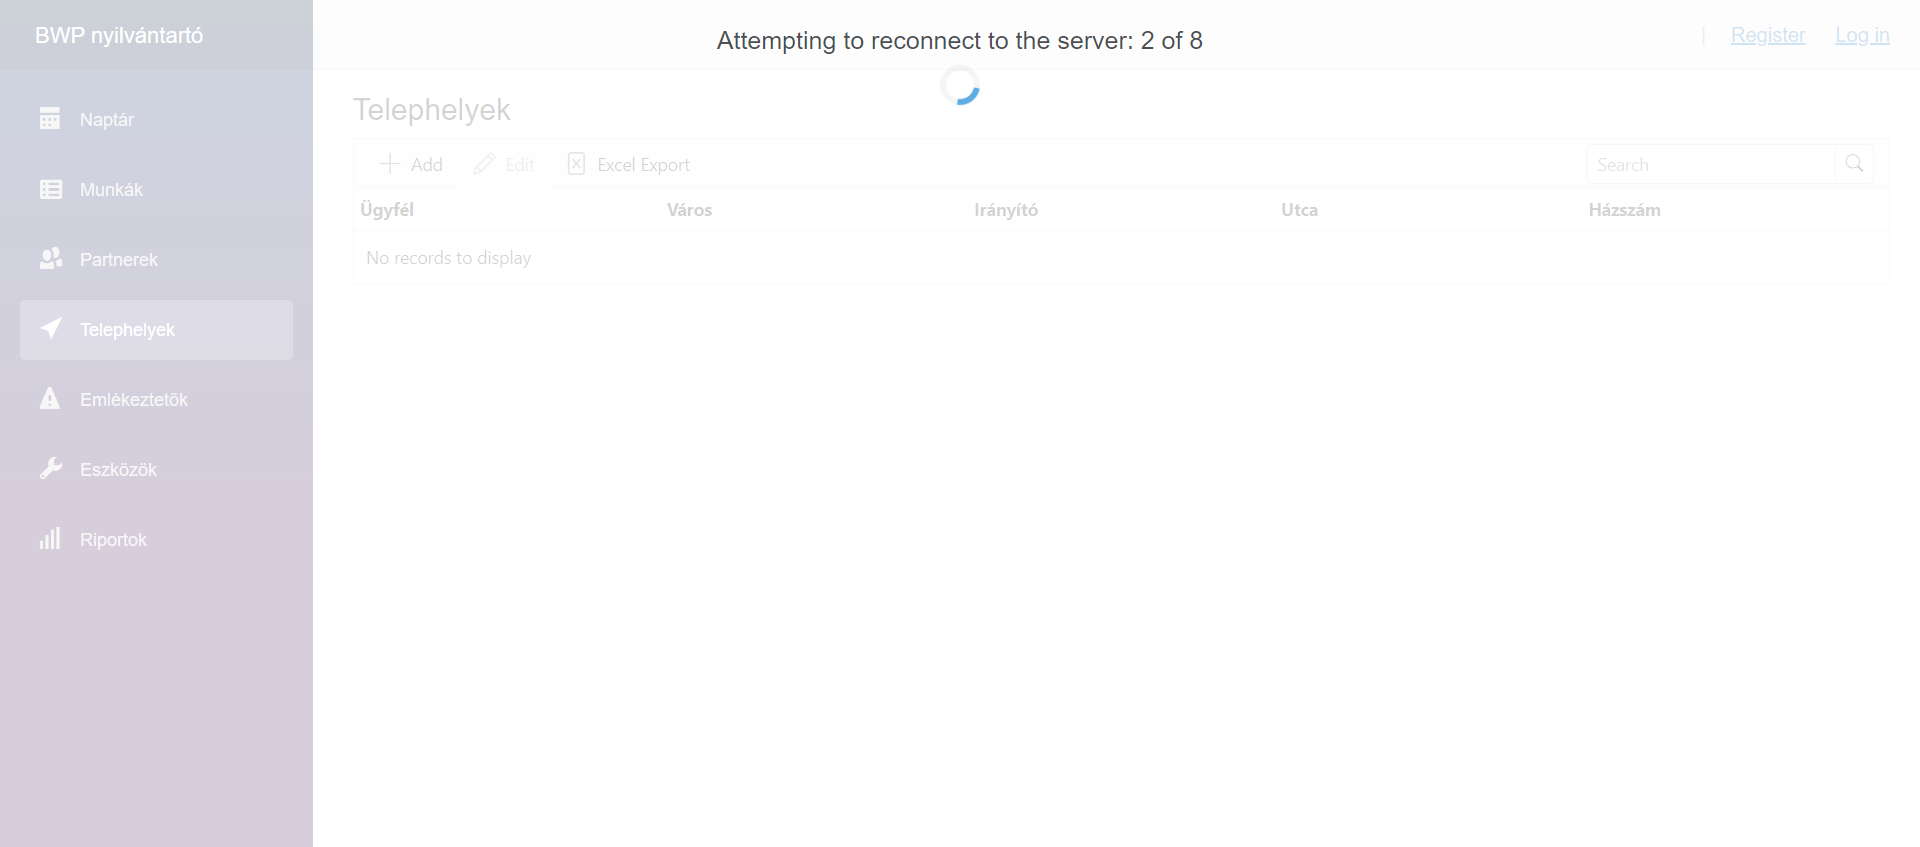 BWP nyilvántartó
Attempting to reconnect to the server: 2 of 8
Register Log in
Naptár
Munkák
Partnerek
Telephelyek
Emlékeztetők
Eszközök
Riportok
Telephelyek
Add Edit Excel Export Search
Ügyfél Város Irányító Utca Házszám
No records to display